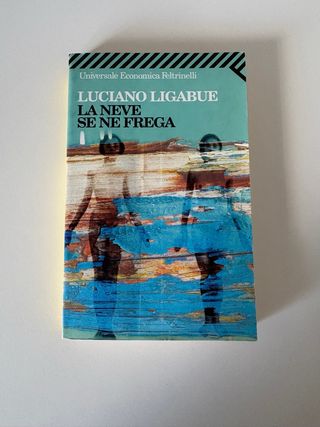 Universale Economica Feltrinelli
LUCIANO LIGABUE
LA NEVE
SE NE FREGA